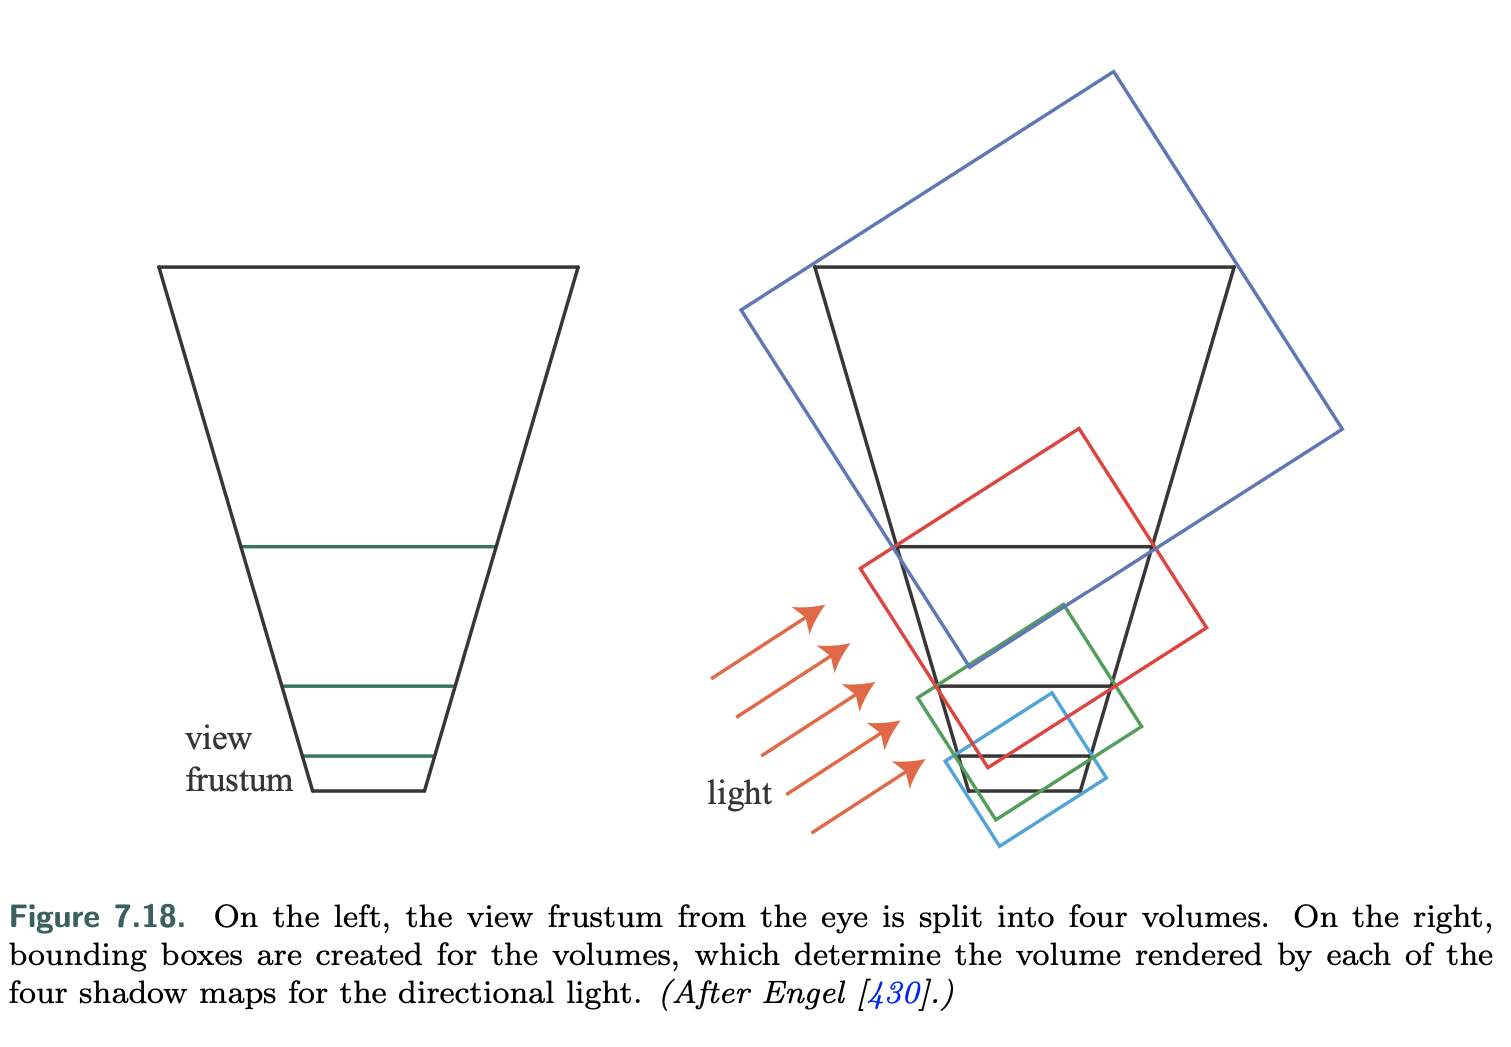 view
frustum
light
Figure 7.18. On the left, the view frustum from the eye is split into four volumes. On the right,
bounding boxes are created for the volumes, which determine the volume rendered by each of the
four shadow maps for the directional light. (After Engel [430].)